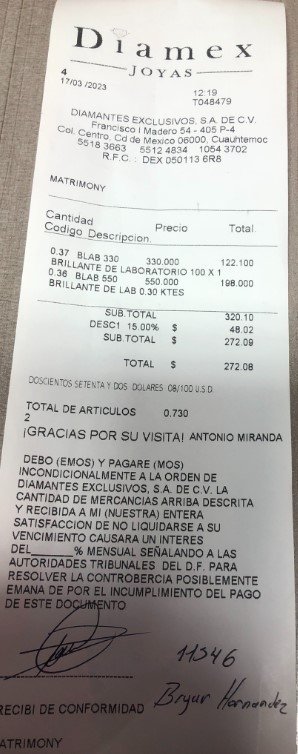 Diamex
JOYAS
4
17/03 /2023 12:19
T048479
DIAMANTES EXCLUSIVOS, S.A. DE C.V.
Francisco I Madero 54 - 405 P-4
Col. Centro, Cd de Mexico 06000, Cuauhtemoc
5518 3663 5512 4834 1054 3702
R.F.C. : DEX 050113 6R8
MATRIMONY
Cantidad Precio Total
Codigo Descripcion.
0.37 BLAB 330 330.000 122.100
BRILLANTE DE LABORATORIO 100 X 1
0.36 BLAB 550 550.000 198.000
BRILLANTE DE LAB 0.30 KTES
SUB.TOTAL 320.10
DESC1 15.00% $ 48.02
SUB.TOTAL $ 272.09
TOTAL $ 272.08
DOSCIENTOS SETENTA Y DOS DOLARES 08/100 U.S.D.
TOTAL DE ARTICULOS 0.730
2
¡GRACIAS POR SU VISITA! ANTONIO MIRANDA
DEBO (EMOS) Y PAGARE (MOS)
INCONDICIONALMENTE A LA ORDEN DE
DIAMANTES EXCLUSIVOS, S.A. DE C.V. LA
CANTIDAD DE MERCANCIAS ARRIBA DESCRITA
Y RECIBIDA A MI (NUESTRA) ENTERA
SATISFACCION DE NO LIQUIDARSE A SU
VENCIMIENTO CAUSARA UN INTERES
DEL______% MENSUAL SEÑALANDO A LAS
AUTORIDADES TRIBUNALES DEL D.F. PARA
RESOLVER LA CONTROBERCIA POSIBLEMENTE
EMANA DE POR EL INCUMPLIMIENTO DEL PAGO
DE ESTE DOCUMENTO
11546
RECIBI DE CONFORMIDAD Bryar Hernandez
MATRIMONY